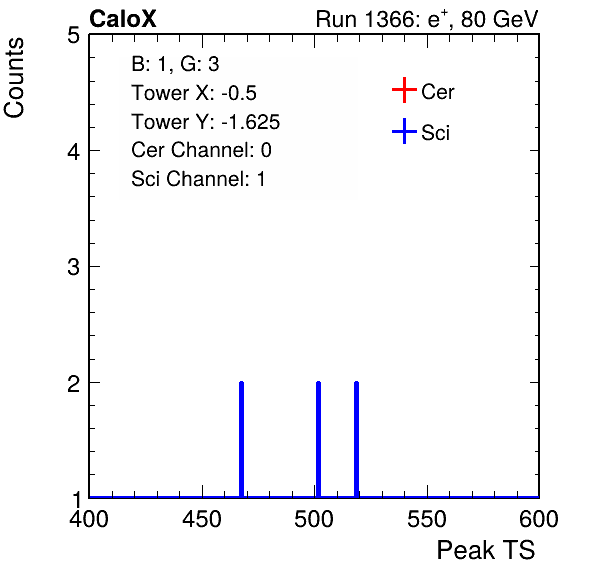 CaloX Run 1366: e⁺, 80 GeV
B: 1, G: 3
Tower X: -0.5
Tower Y: -1.625
Cer Channel: 0
Sci Channel: 1
Cer
Sci
Counts
5
4
3
2
1
400 450 500 550 600
Peak TS